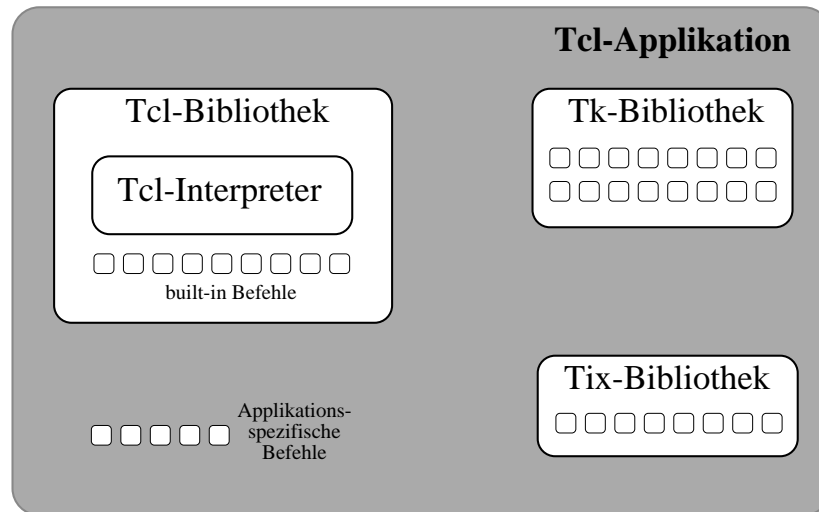 Tcl-Applikation
Tcl-Bibliothek
Tcl-Interpreter
built-in Befehle
Tk-Bibliothek
Tix-Bibliothek
Applikations-
spezifische
Befehle